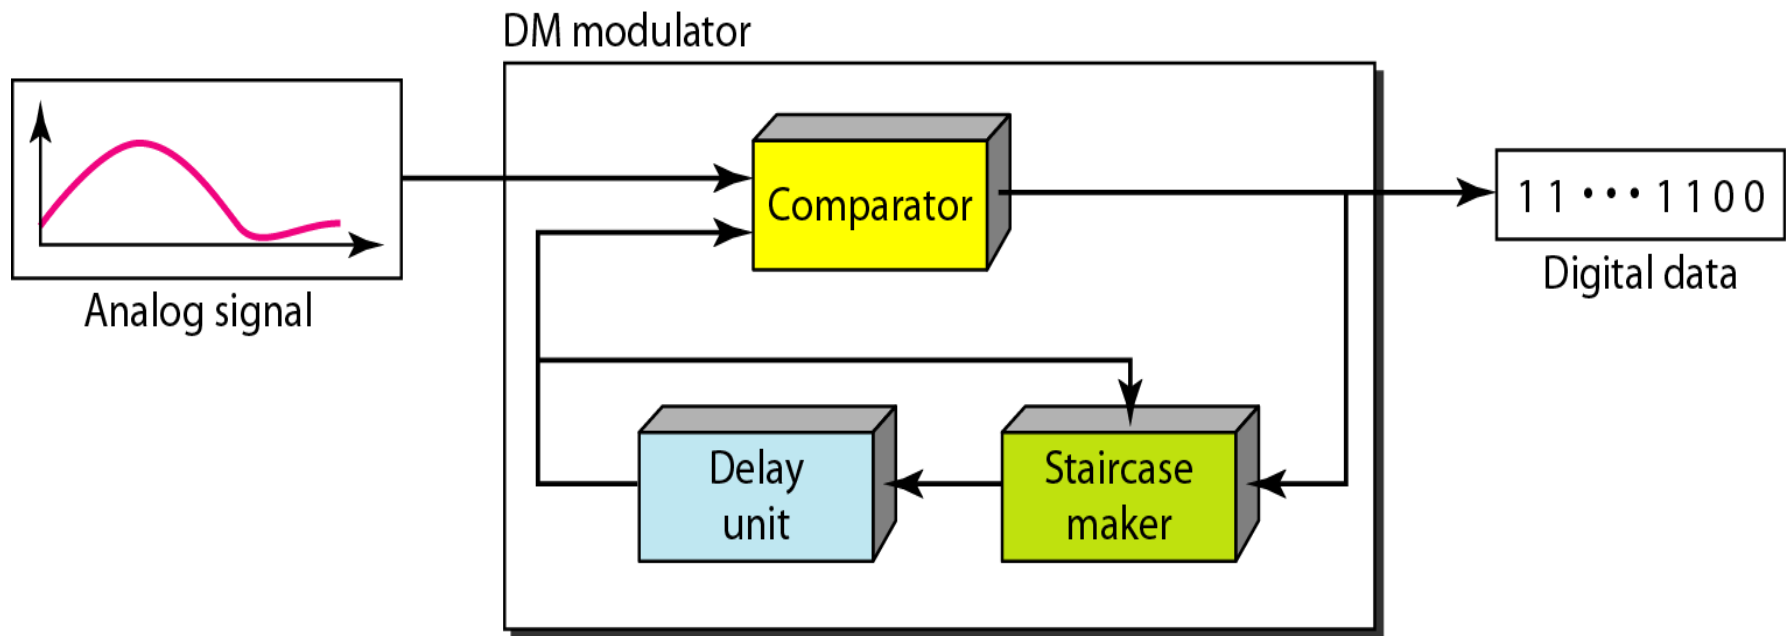 DM modulator
Analog signal
Comparator
1 1 • • • 1 1 0 0
Digital data
Delay
unit
Staircase
maker